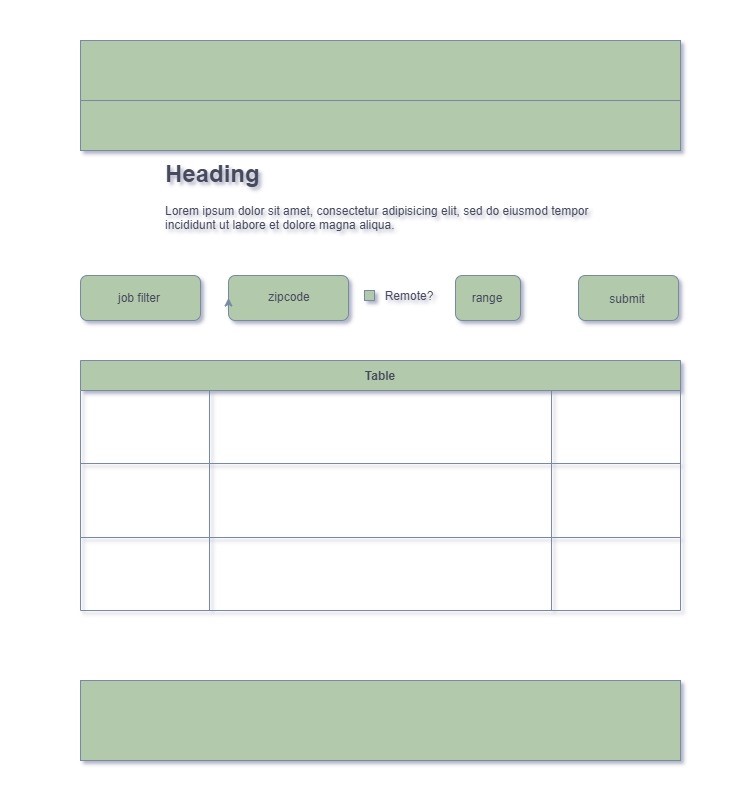 Heading
Lorem ipsum dolor sit amet, consectetur adipisicing elit, sed do eiusmod tempor
incididunt ut labore et dolore magna aliqua.
job filter
zipcode
Remote?
range
submit
Table